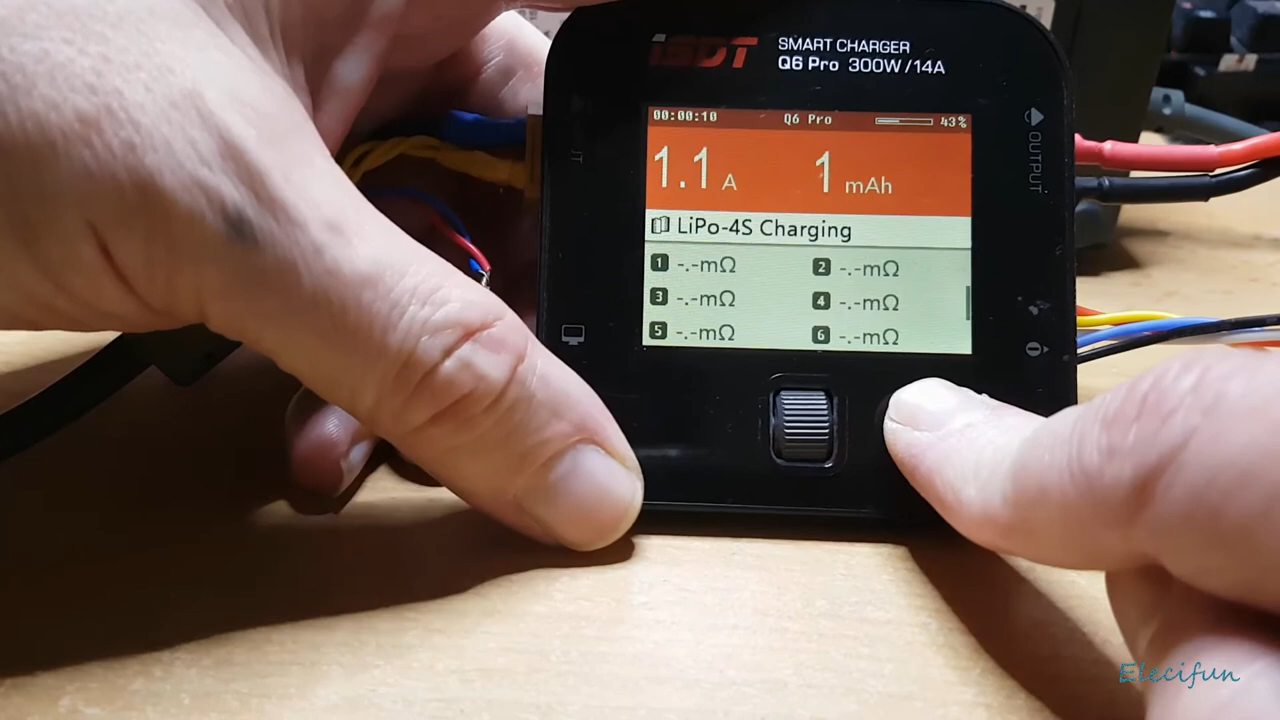 iSDT
SMART CHARGER
Q6 Pro 300W/14A
00:00:10 Q6 Pro 43%
1.1 A 1 mAh
LiPo-4S Charging
1 -.-mΩ 2 -.-mΩ
3 -.-mΩ 4 -.-mΩ
5 -.-mΩ 6 -.-mΩ
OUTPUT
Elecifun